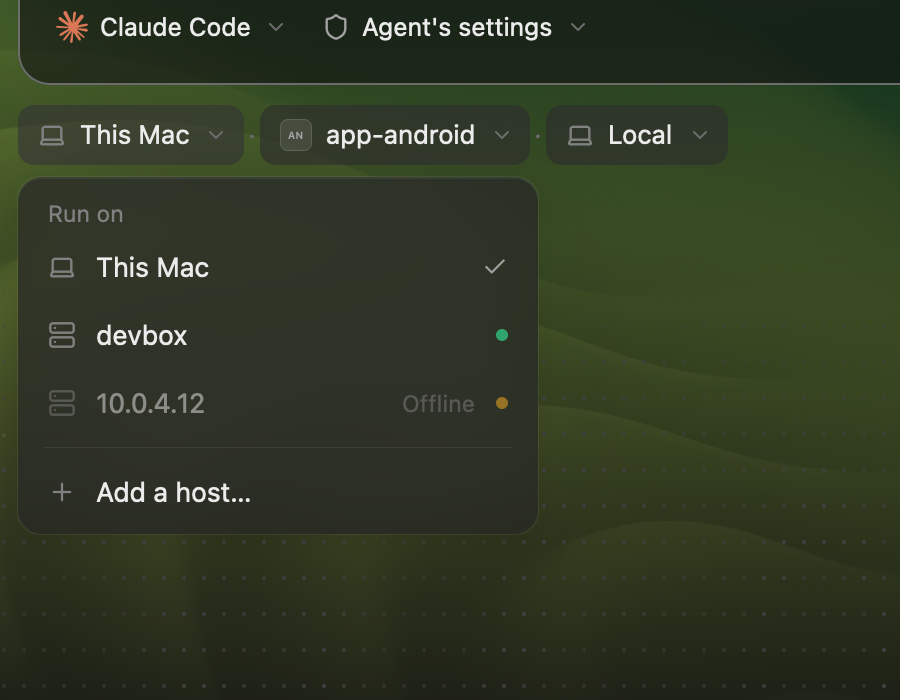 Claude Code Agent's settings
This Mac · AN app-android · Local
Run on
This Mac
devbox
10.0.4.12 Offline
Add a host...